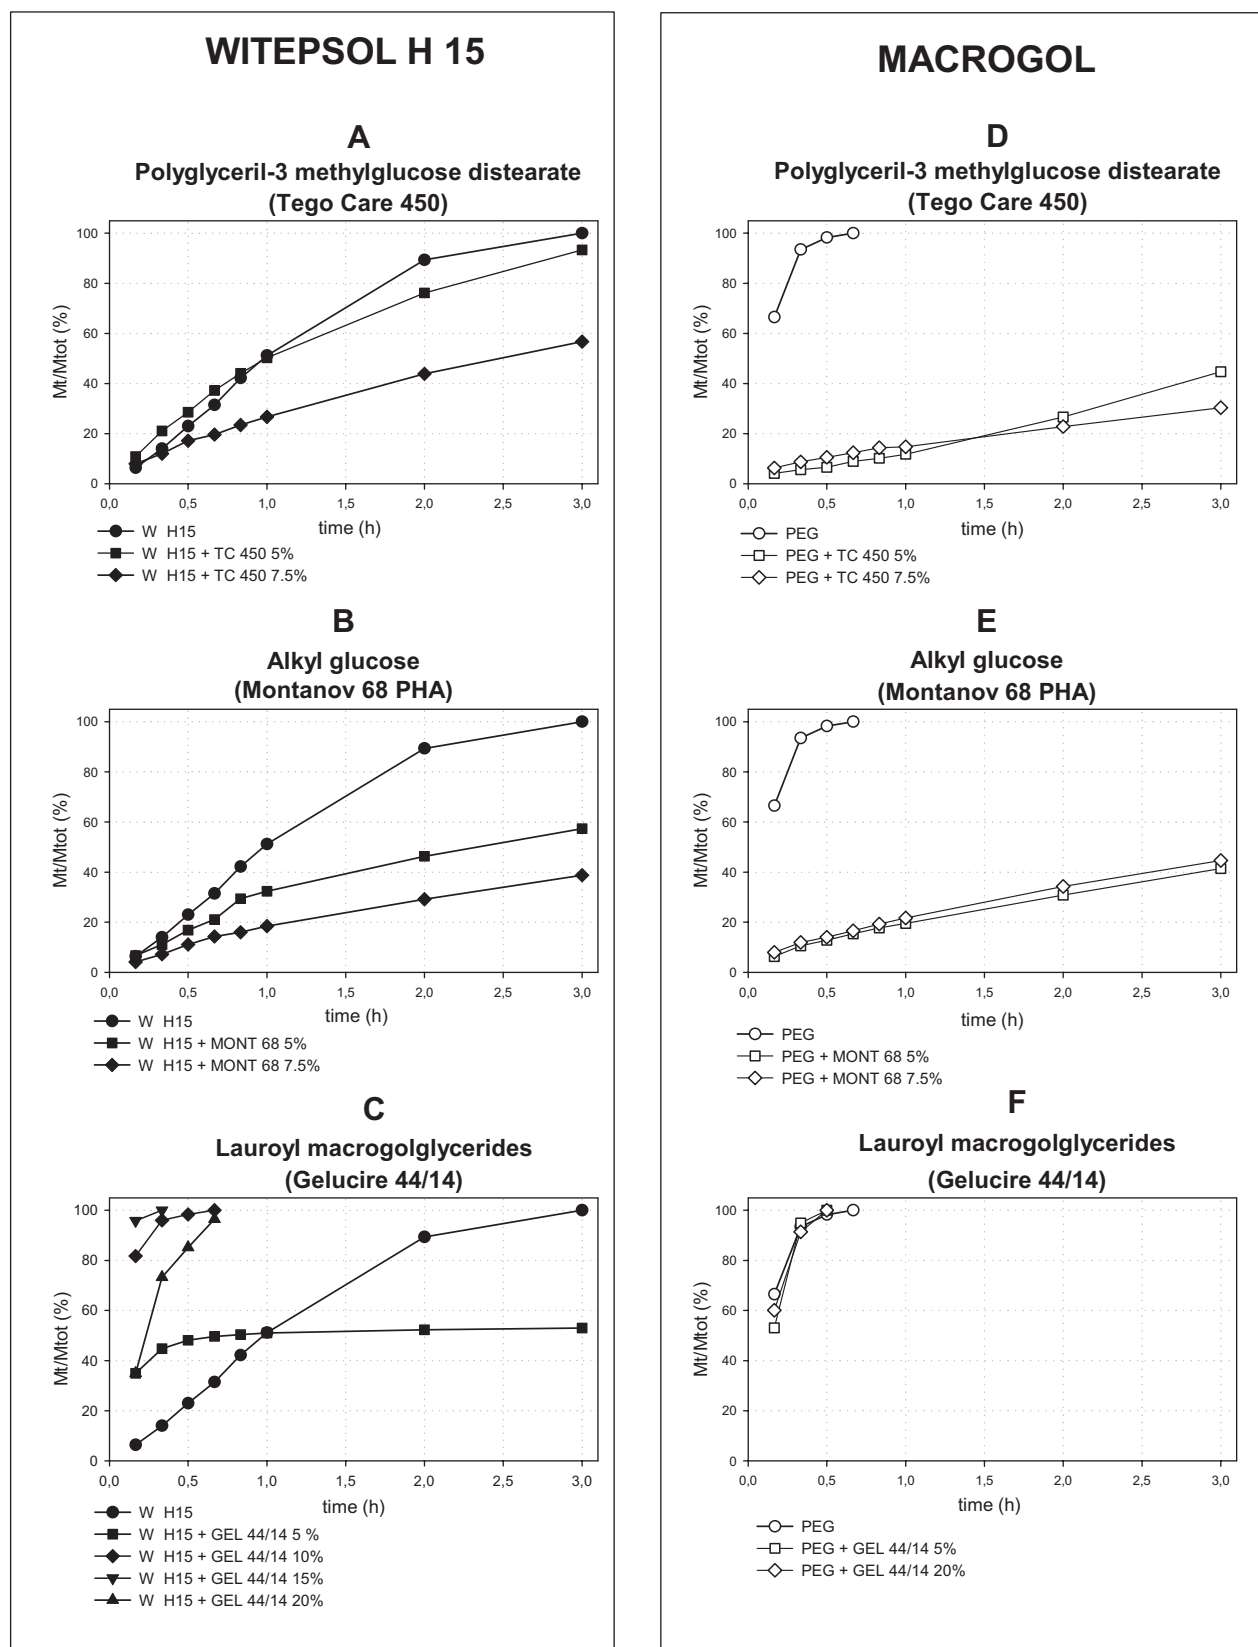 WITEPSOL H 15
A
Polyglyceril-3 methylglucose distearate
(Tego Care 450)
Mt/Mtot (%)
100
80
60
40
20
0
0,0 0,5 1,0 1,5 2,0 2,5 3,0
time (h)
W H15
W H15 + TC 450 5%
W H15 + TC 450 7.5%
B
Alkyl glucose
(Montanov 68 PHA)
Mt/Mtot (%)
100
80
60
40
20
0
0,0 0,5 1,0 1,5 2,0 2,5 3,0
time (h)
W H15
W H15 + MONT 68 5%
W H15 + MONT 68 7.5%
C
Lauroyl macrogolglycerides
(Gelucire 44/14)
Mt/Mtot (%)
100
80
60
40
20
0
0,0 0,5 1,0 1,5 2,0 2,5 3,0
time (h)
W H15
W H15 + GEL 44/14 5 %
W H15 + GEL 44/14 10%
W H15 + GEL 44/14 15%
W H15 + GEL 44/14 20%
MACROGOL
D
Polyglyceril-3 methylglucose distearate
(Tego Care 450)
Mt/Mtot (%)
100
80
60
40
20
0
0,0 0,5 1,0 1,5 2,0 2,5 3,0
time (h)
PEG
PEG + TC 450 5%
PEG + TC 450 7.5%
E
Alkyl glucose
(Montanov 68 PHA)
Mt/Mtot (%)
100
80
60
40
20
0
0,0 0,5 1,0 1,5 2,0 2,5 3,0
time (h)
PEG
PEG + MONT 68 5%
PEG + MONT 68 7.5%
F
Lauroyl macrogolglycerides
(Gelucire 44/14)
Mt/Mtot (%)
100
80
60
40
20
0
0,0 0,5 1,0 1,5 2,0 2,5 3,0
time (h)
PEG
PEG + GEL 44/14 5%
PEG + GEL 44/14 20%